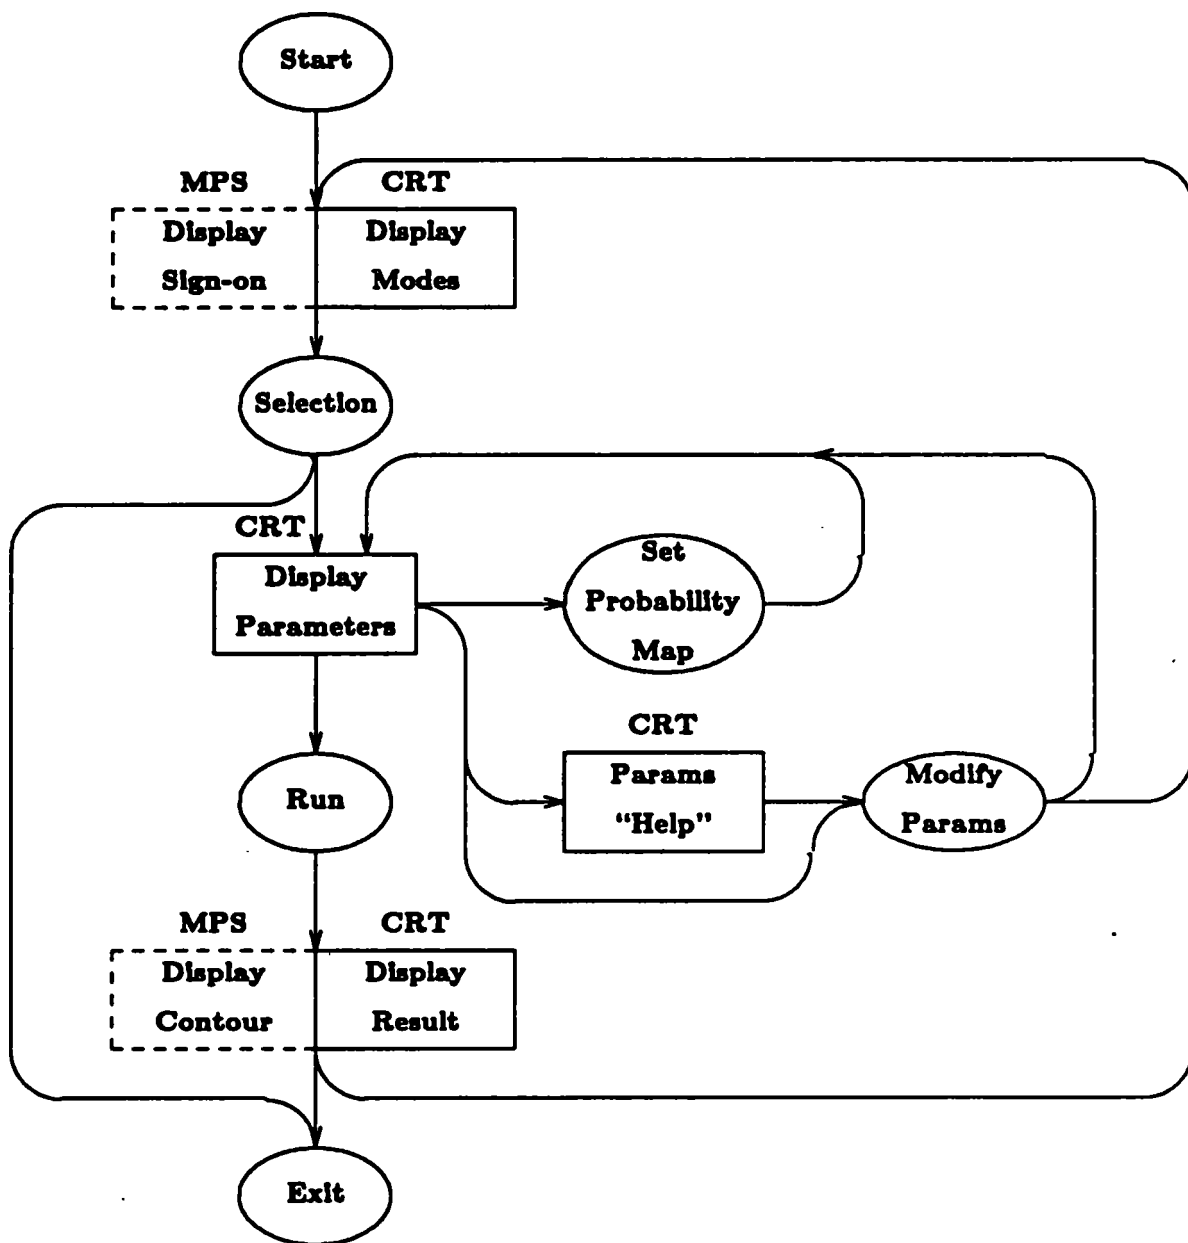 Start
MPS
CRT
Display
Sign-on
Display
Modes
Selection
CRT
Display
Parameters
Set
Probability
Map
CRT
Params
“Help”
Modify
Params
Run
MPS
CRT
Display
Contour
Display
Result
Exit